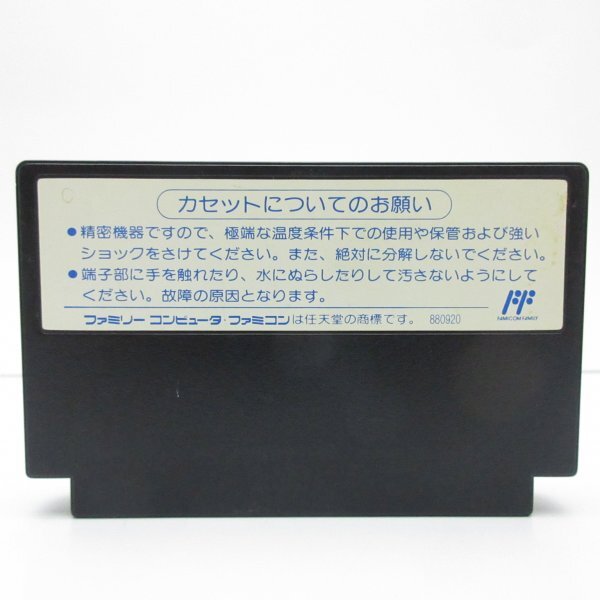 カセットについてのお願い
●精密機器ですので、極端な温度条件下での使用や保管および強い
ショックをさけてください。また、絶対に分解しないでください。
●端子部に手を触れたり、水にぬらしたりして汚さないようにして
ください。故障の原因となります。
FAMICOM FAMILY
ファミリー コンピュータ・ファミコンは任天堂の商標です。 880920